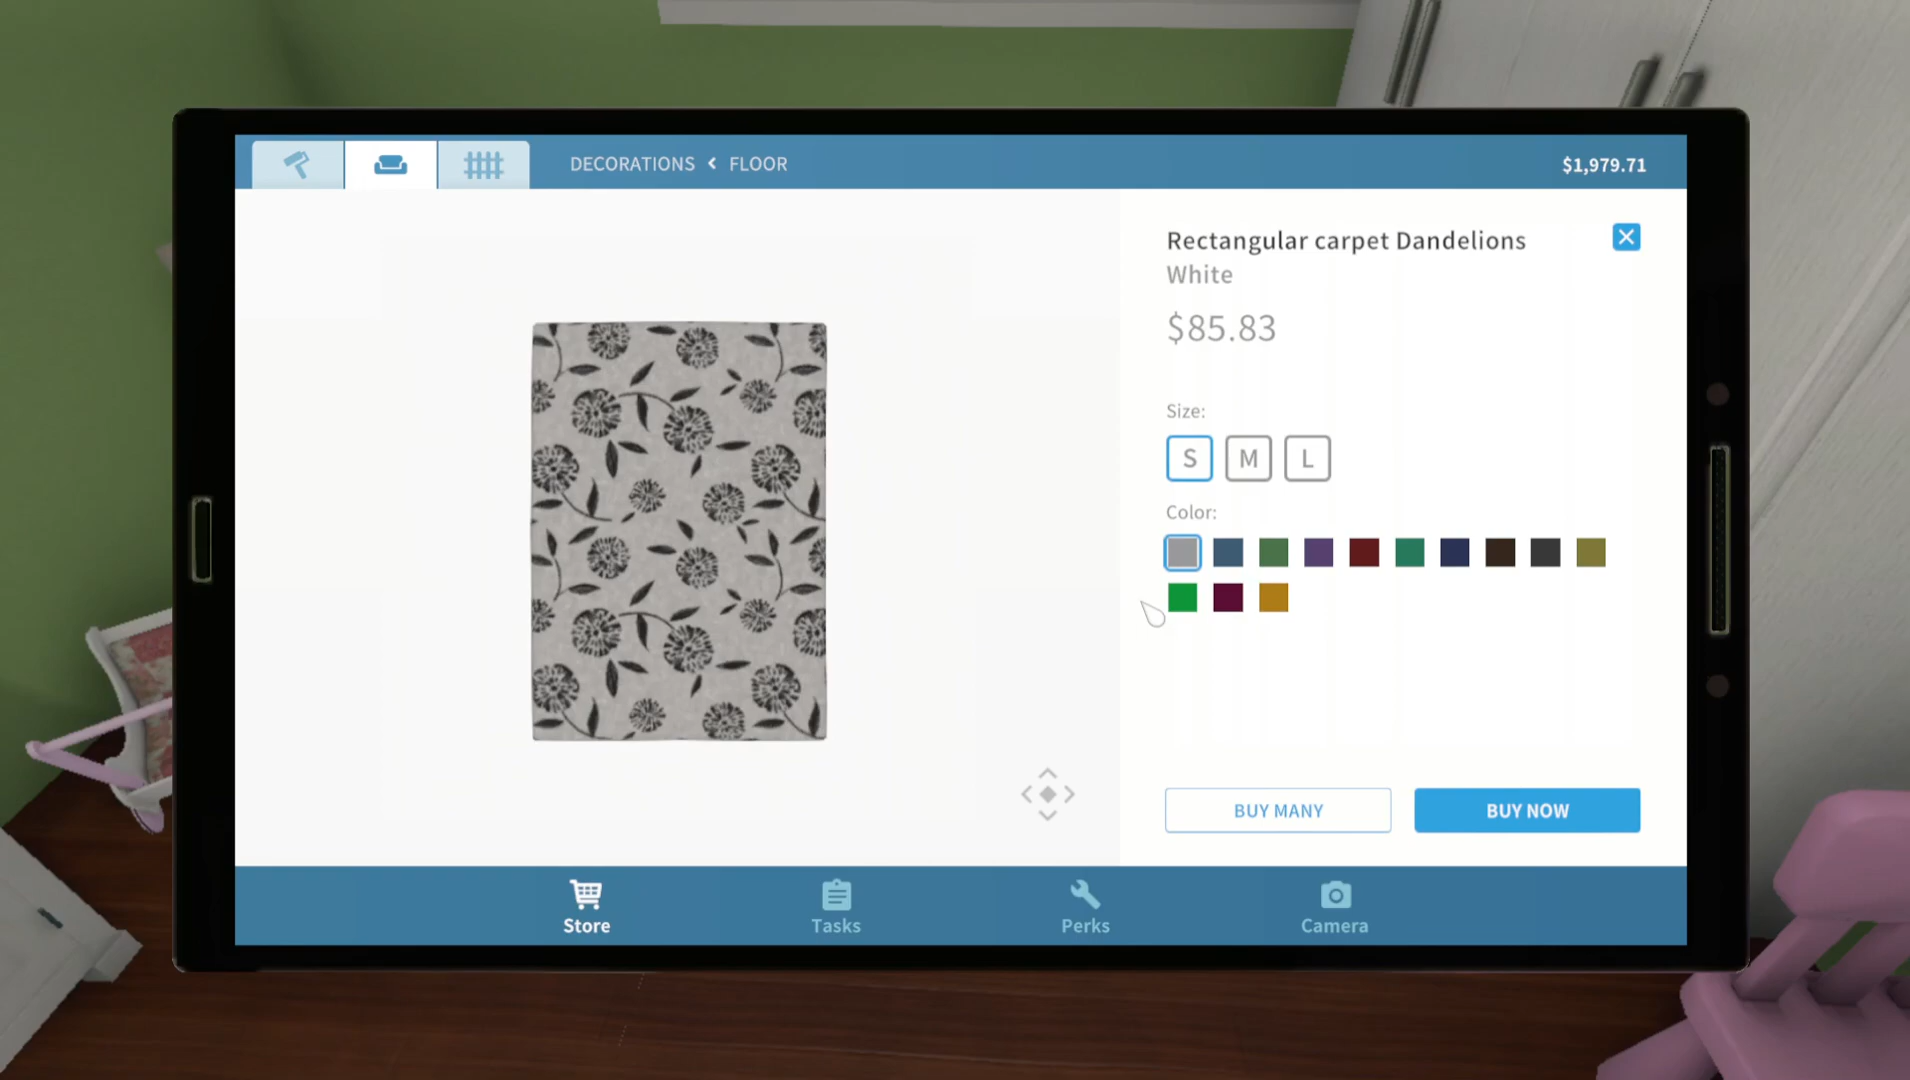 DECORATIONS < FLOOR
$1,979.71
Rectangular carpet Dandelions
White
$85.83
Size:
S M L
Color:
BUY MANY
BUY NOW
Store
Tasks
Perks
Camera